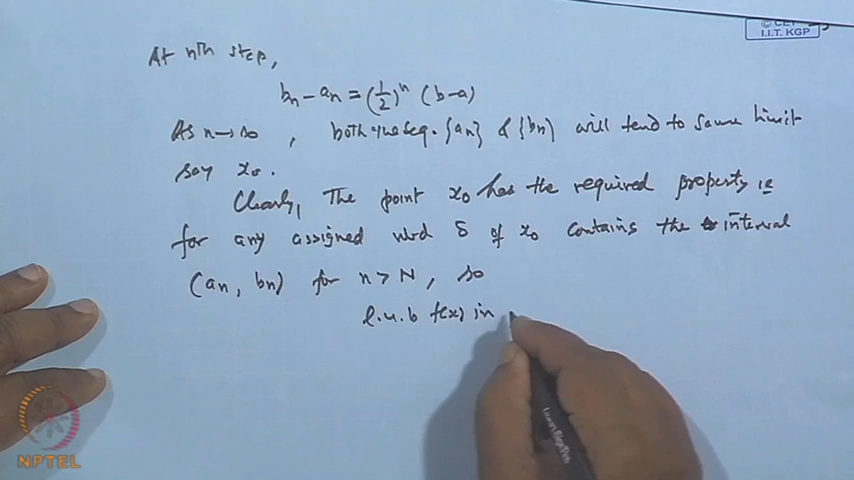 © CET
I.I.T. KGP
At nth step,
bn - an = (1/2)^n (b-a)
As n→∞, both the seq. {an} & {bn} will tend to same limit
say x₀.
Clearly, The point x₀ has the required property ie
for any assigned nbd δ of x₀ contains the interval
(an, bn) for n > N, so
l.u.b f(x) in
NPTEL